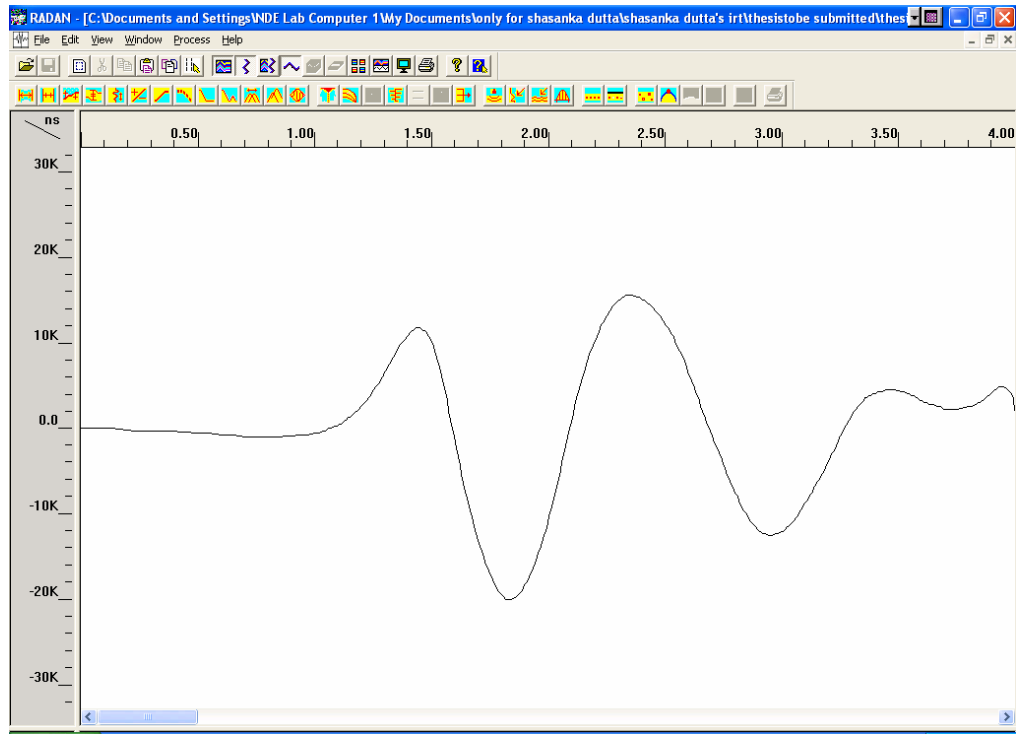 RADAN - [C:\Documents and Settings\NDE Lab Computer 1\My Documents\only for shasanka dutta\shasanka dutta's irt\thesistobe submitted\thesi
File Edit View Window Process Help
ns
0.50 1.00 1.50 2.00 2.50 3.00 3.50 4.00
30K
20K
10K
0.0
-10K
-20K
-30K